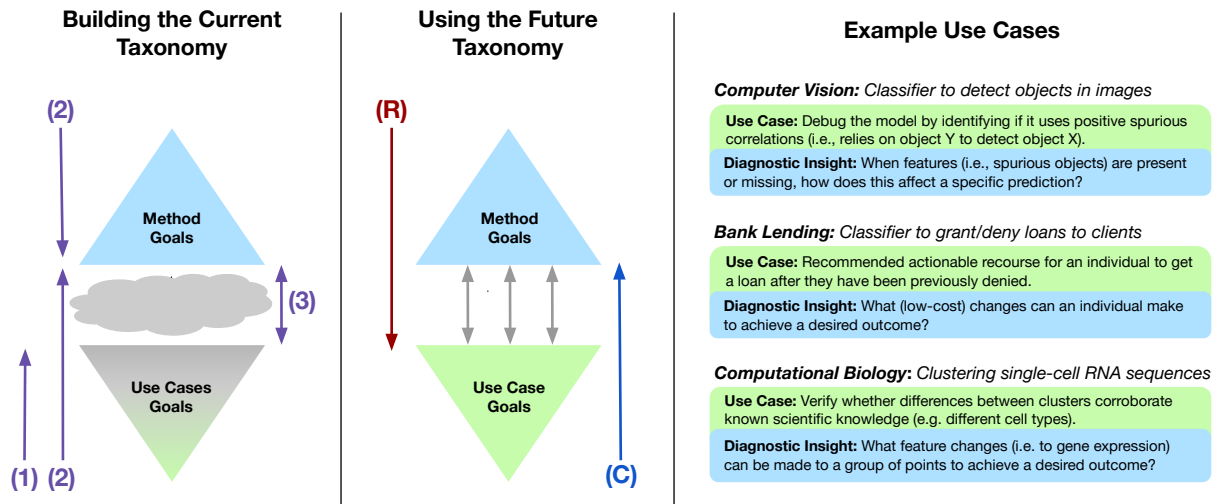 Building the Current
Taxonomy
(2)
Method
Goals
(3)
Use Cases
Goals
(1)
(2)
Using the Future
Taxonomy
(R)
Method
Goals
Use Case
Goals
(C)
Example Use Cases
Computer Vision: Classifier to detect objects in images
Use Case: Debug the model by identifying if it uses positive spurious
correlations (i.e., relies on object Y to detect object X).
Diagnostic Insight: When features (i.e., spurious objects) are present
or missing, how does this affect a specific prediction?
Bank Lending: Classifier to grant/deny loans to clients
Use Case: Recommended actionable recourse for an individual to get
a loan after they have been previously denied.
Diagnostic Insight: What (low-cost) changes can an individual make
to achieve a desired outcome?
Computational Biology: Clustering single-cell RNA sequences
Use Case: Verify whether differences between clusters corroborate
known scientific knowledge (e.g. different cell types).
Diagnostic Insight: What feature changes (i.e. to gene expression)
can be made to a group of points to achieve a desired outcome?